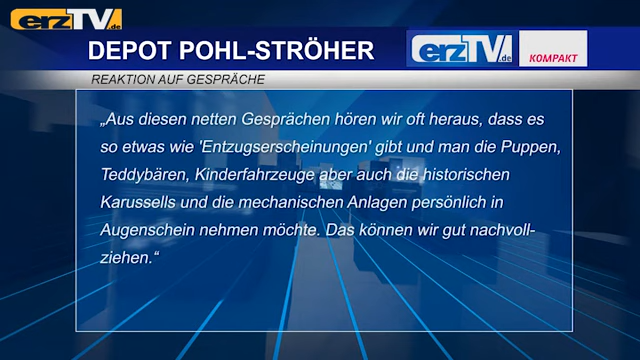 erzTV.de
DEPOT POHL-STRÖHER
erzTV.de
KOMPAKT
REAKTION AUF GESPRÄCHE
„Aus diesen netten Gesprächen hören wir oft heraus, dass es
so etwas wie 'Entzugserscheinungen' gibt und man die Puppen,
Teddybären, Kinderfahrzeuge aber auch die historischen
Karussells und die mechanischen Anlagen persönlich in
Augenschein nehmen möchte. Das können wir gut nachvoll-
ziehen.“